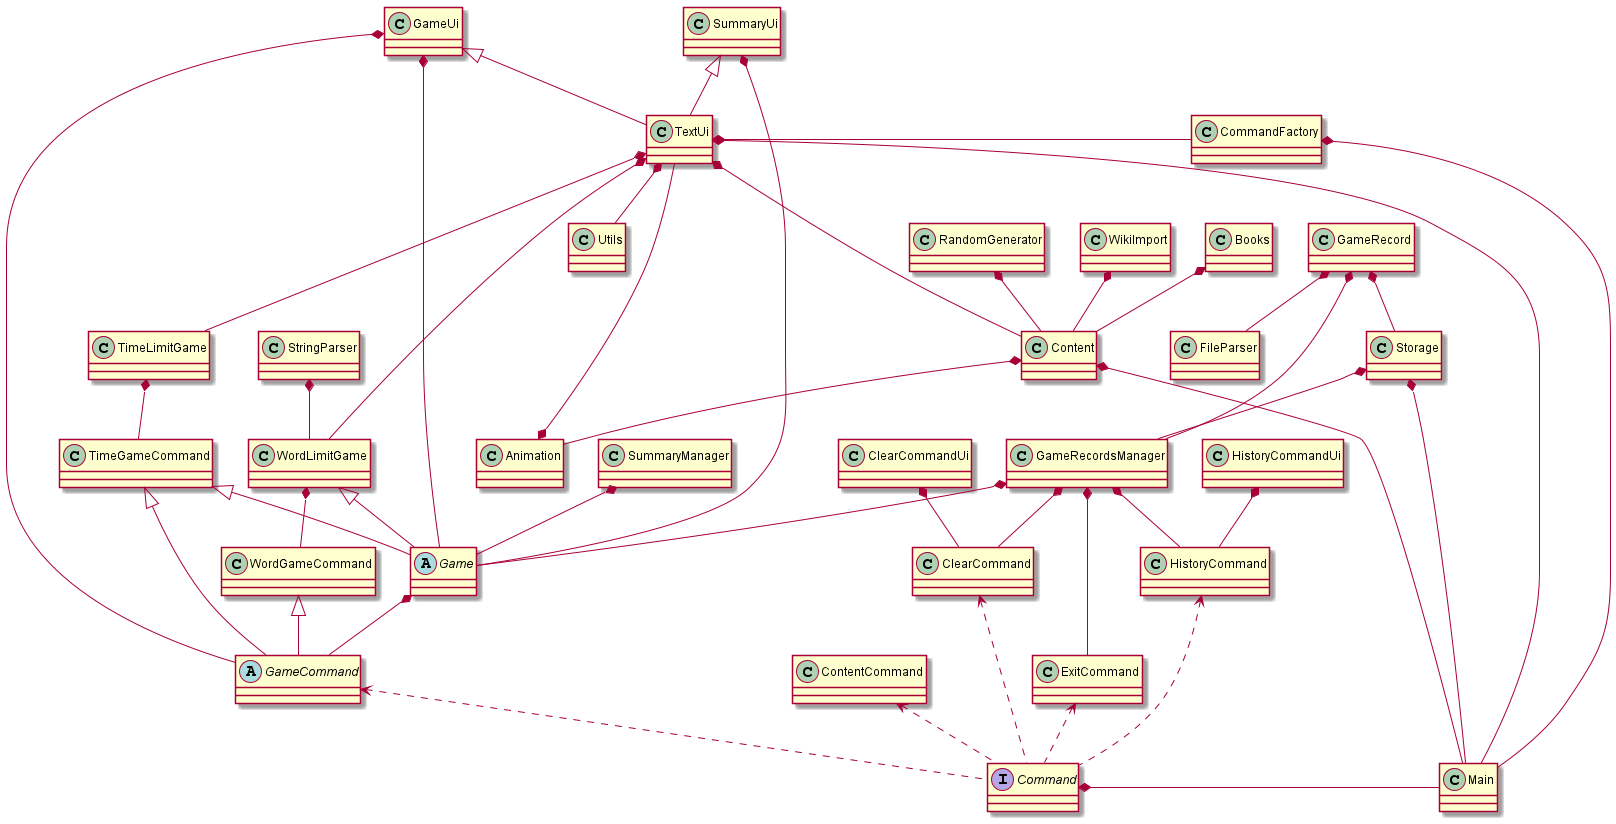 C GameUi
C SummaryUi
C TextUi
C CommandFactory
C Utils
C RandomGenerator
C WikiImport
C Books
C GameRecord
C TimeLimitGame
C StringParser
C Content
C FileParser
C Storage
C TimeGameCommand
C WordLimitGame
C Animation
C SummaryManager
C ClearCommandUi
C GameRecordsManager
C HistoryCommandUi
C WordGameCommand
A Game
C ClearCommand
C HistoryCommand
A GameCommand
C ContentCommand
C ExitCommand
I Command
C Main